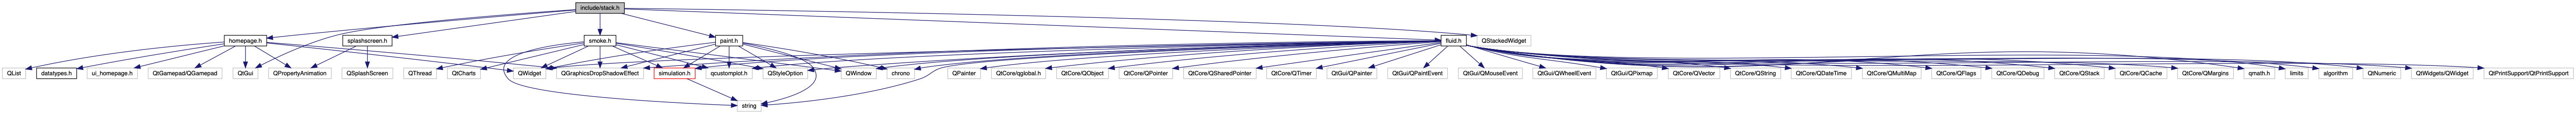 include/stack.h
homepage.h
splashscreen.h
smoke.h
paint.h
fluid.h
QStackedWidget
QList
datatypes.h
ui_homepage.h
QtGamepad/QGamepad
QtGui
QPropertyAnimation
QSplashScreen
QThread
QtCharts
QWidget
QGraphicsDropShadowEffect
simulation.h
qcustomplot.h
QStyleOption
QWindow
chrono
QPainter
QtCore/qglobal.h
QtCore/QObject
QtCore/QPointer
QtCore/QSharedPointer
QtCore/QTimer
QtGui/QPainter
QtGui/QPaintEvent
QtGui/QMouseEvent
QtGui/QWheelEvent
QtGui/QPixmap
QtCore/QVector
QtCore/QString
QtCore/QDateTime
QtCore/QMultiMap
QtCore/QFlags
QtCore/QDebug
QtCore/QStack
QtCore/QCache
QtCore/QMargins
qmath.h
limits
algorithm
QtNumeric
QtWidgets/QWidget
QtPrintSupport/QtPrintSupport
string